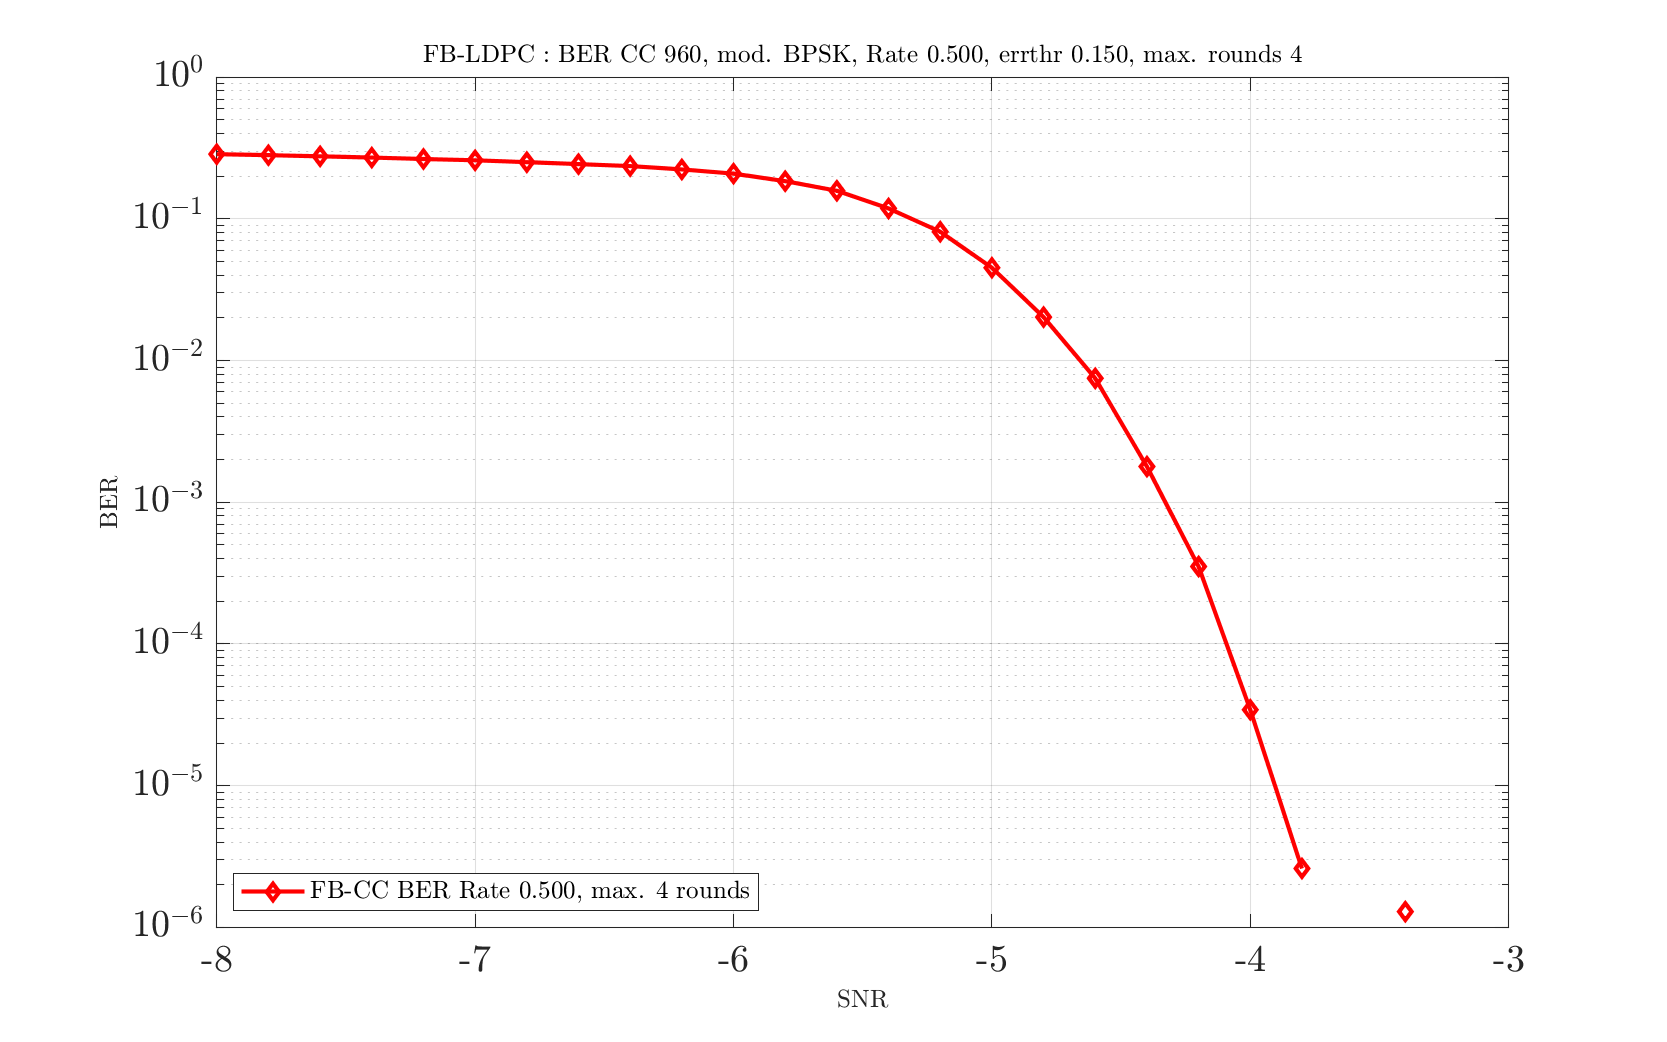 FB-LDPC : BER CC 960, mod. BPSK, Rate 0.500, errthr 0.150, max. rounds 4
10^0
10^{-1}
10^{-2}
10^{-3}
10^{-4}
10^{-5}
10^{-6}
BER
FB-CC BER Rate 0.500, max. 4 rounds
-8 -7 -6 -5 -4 -3
SNR